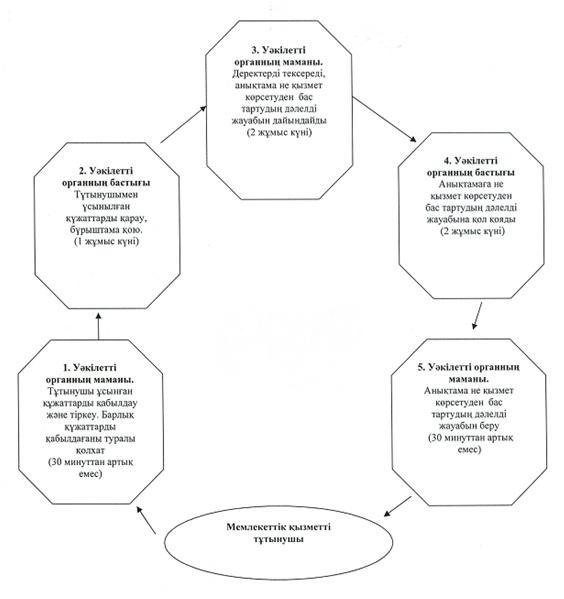 3. Уәкілетті
органның маманы.
Деректерді тексереді,
анықтама не қызмет
көрсетуден бас
тартудың дәлелді
жауабын дайындайды
(2 жұмыс күні)
2. Уәкілетті
органның бастығы
Тұтынушымен
ұсынылған
құжаттарды қарау,
бұрыштама қою.
(1 жұмыс күні)
4. Уәкілетті
органның бастығы
Анықтамаға не
қызмет көрсетуден
бас тартудың дәлелді
жауабына қол қояды
(2 жұмыс күні)
1. Уәкілетті
органның маманы.
Тұтынушы ұсынған
құжаттарды қабылдау
және тіркеу. Барлық
құжаттарды
қабылдағаны туралы
қолхат
(30 минуттан артық
емес)
5. Уәкілетті органның
маманы.
Анықтама не қызмет
көрсетуден бас
тартудың дәлелді
жауабын беру
(30 минуттан артық
емес)
Мемлекеттік қызметті
тұтынушы